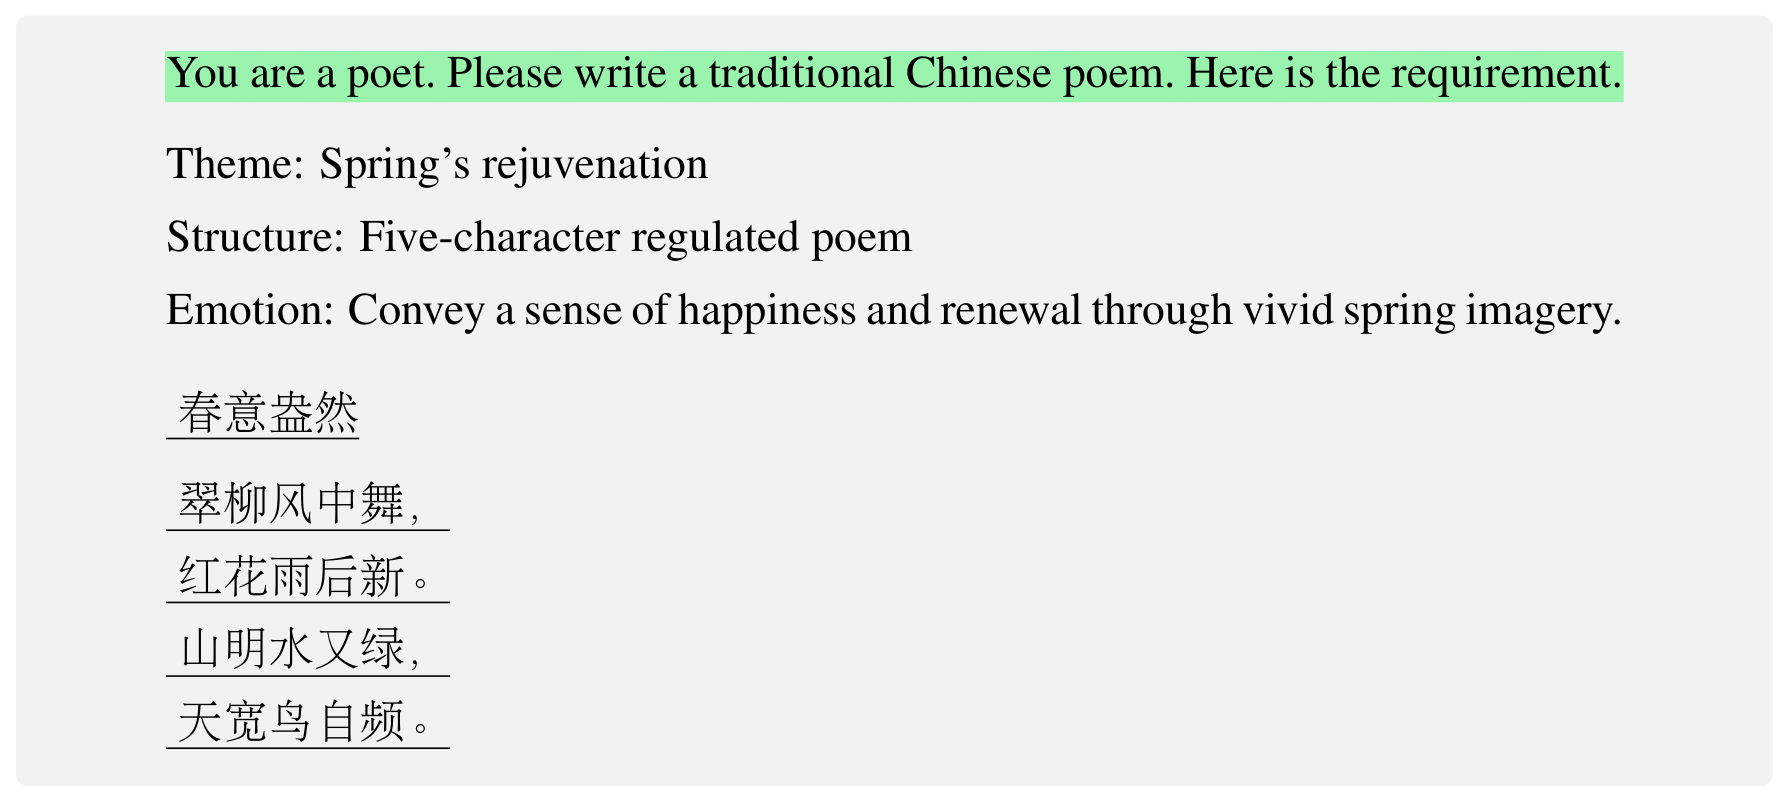 You are a poet. Please write a traditional Chinese poem. Here is the requirement.
Theme: Spring’s rejuvenation
Structure: Five-character regulated poem
Emotion: Convey a sense of happiness and renewal through vivid spring imagery.
春意盎然
翠柳风中舞,
红花雨后新。
山明水又绿,
天宽鸟自频。